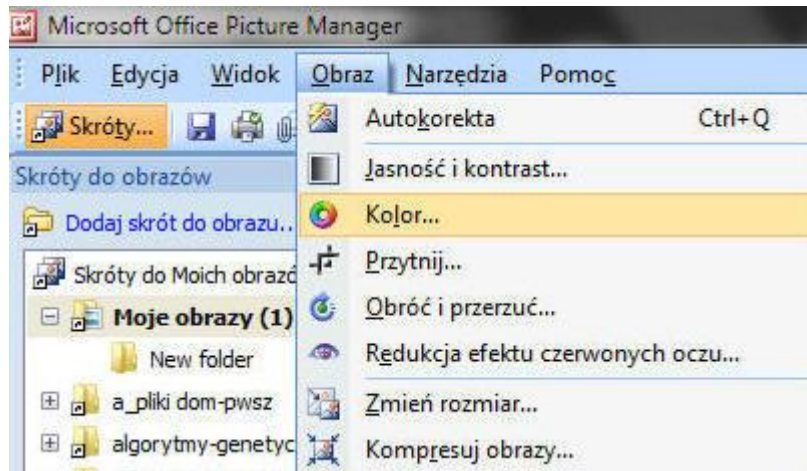 Microsoft Office Picture Manager
Plik Edycja Widok Obraz Narzędzia Pomoc
Skróty...
Autokorekta Ctrl+Q
Skróty do obrazów
Jasność i kontrast...
Dodaj skrót do obrazu..
Kolor...
Skróty do Moich obrazó
Przytnij...
Moje obrazy (1)
Obróć i przerzuć...
New folder
Redukcja efektu czerwonych oczu...
a_pliki dom-pwsz
Zmień rozmiar...
algorytmy-genetyc
Kompresuj obrazy...